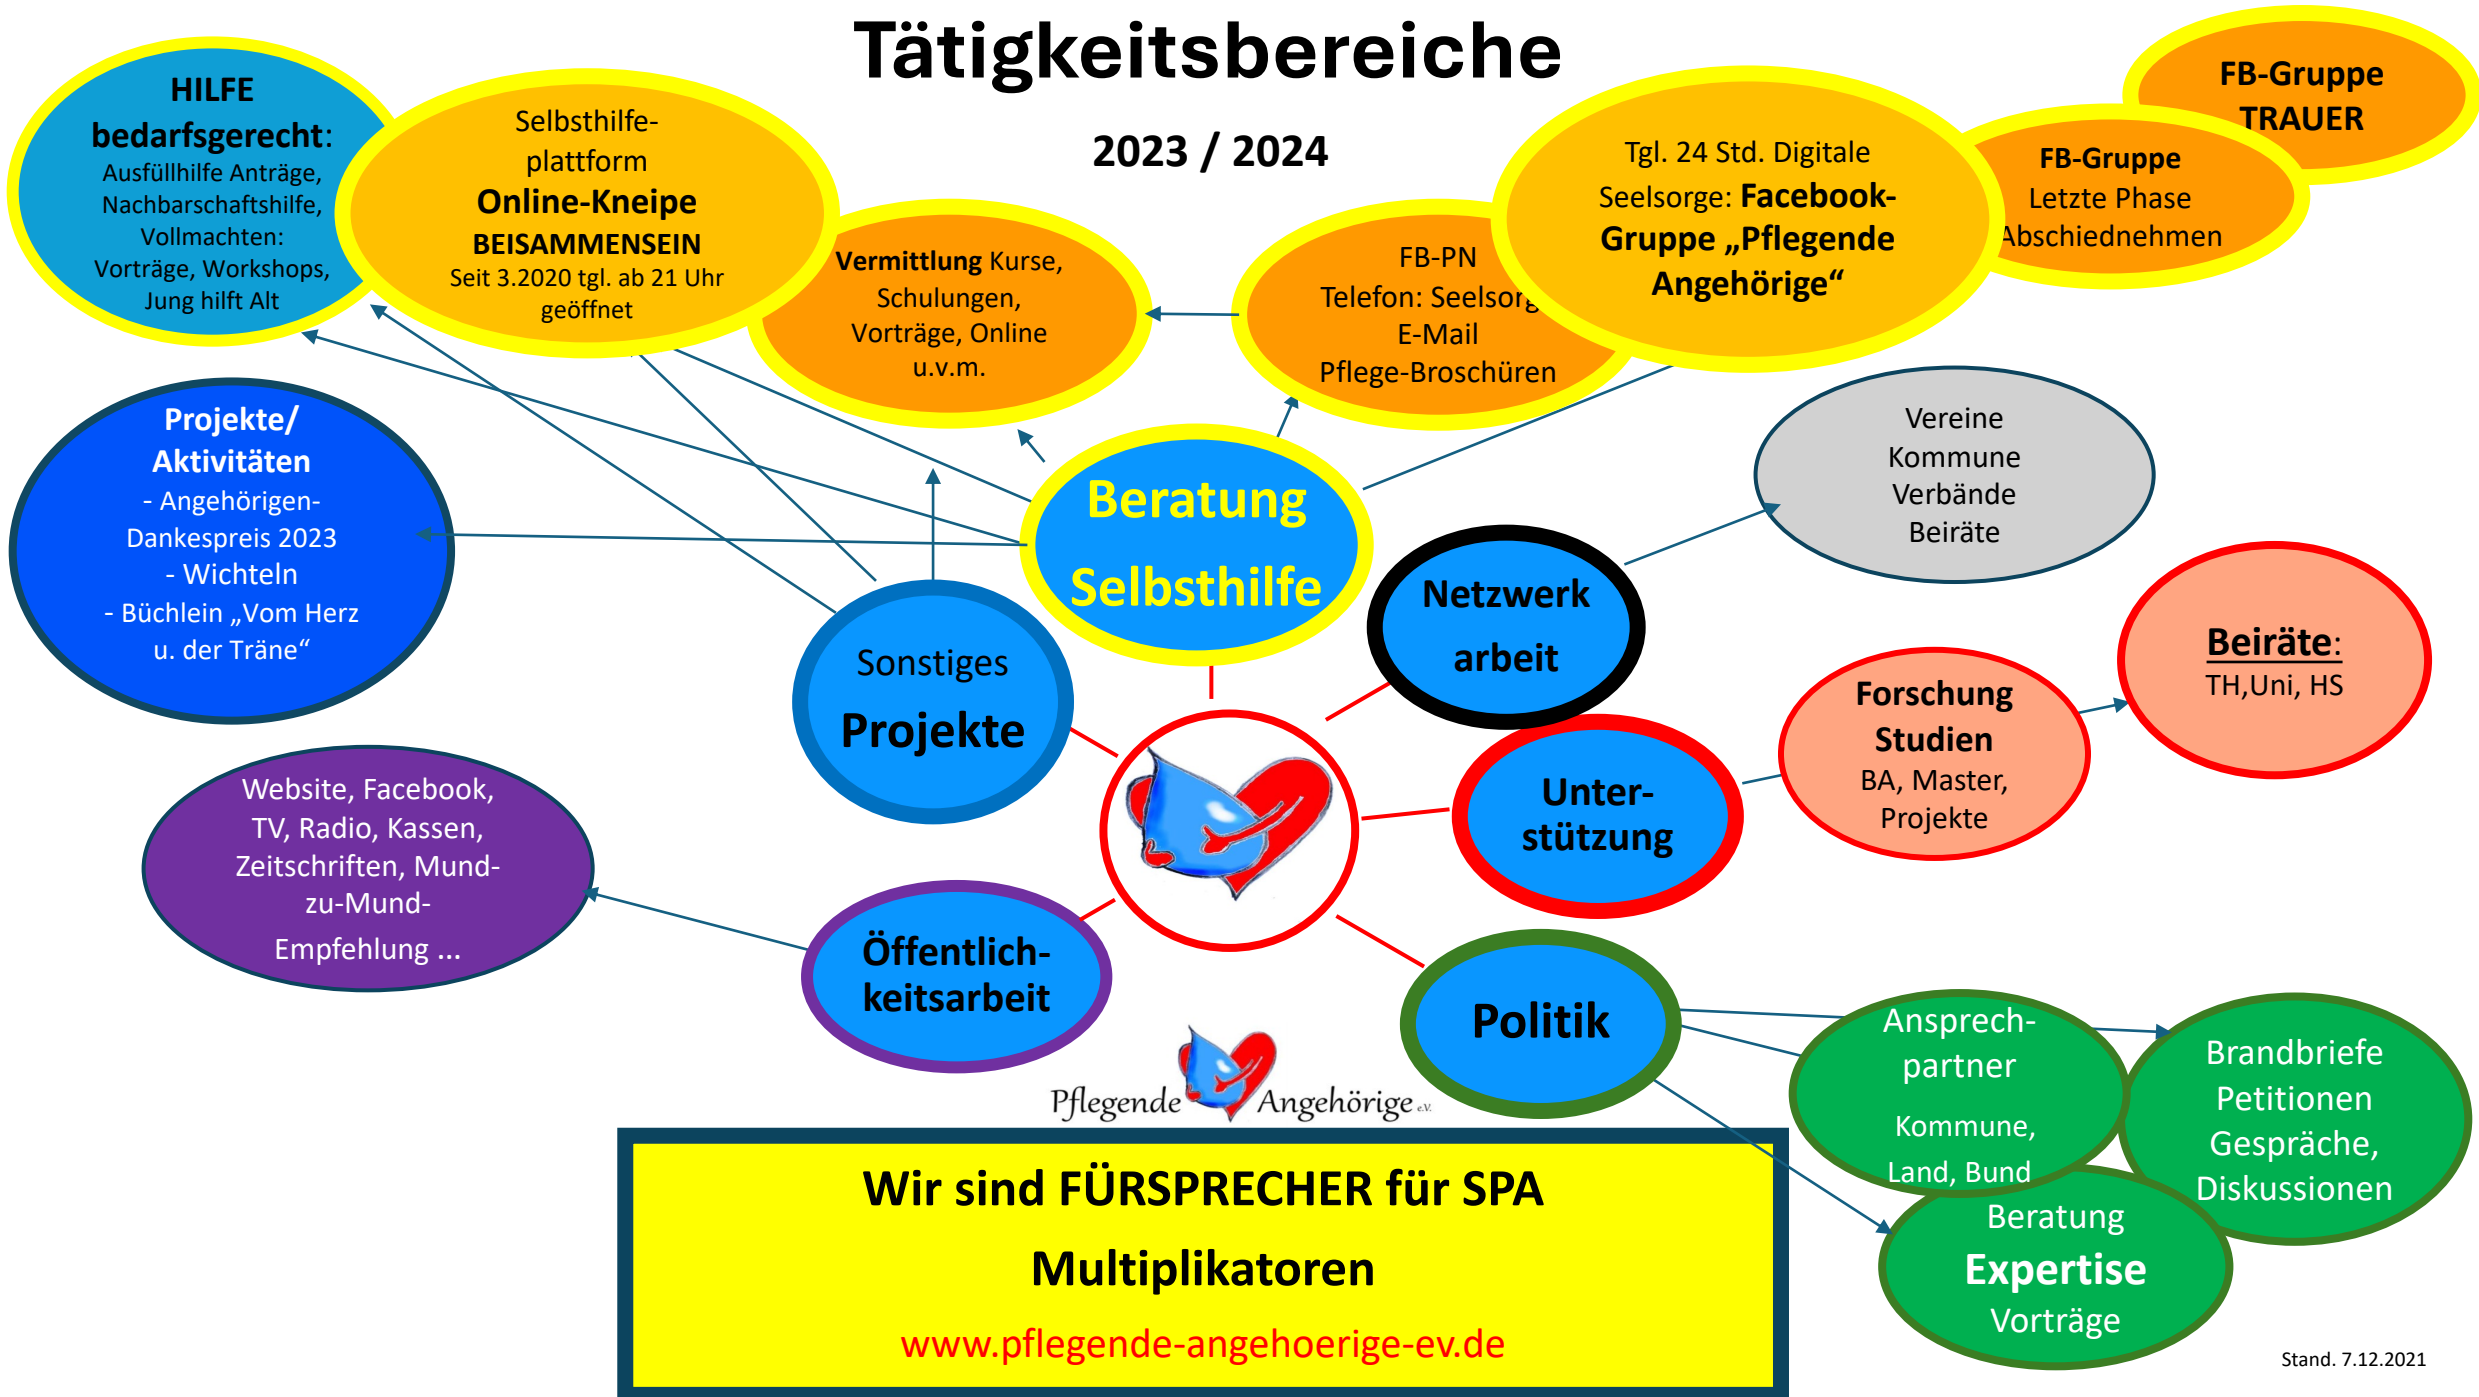 Tätigkeitsbereiche
2023 / 2024
HILFE
bedarfsgerecht:
Ausfüllhilfe Anträge,
Nachbarschaftshilfe,
Vollmachten:
Vorträge, Workshops,
Jung hilft Alt
Selbsthilfe-
plattform
Online-Kneipe
BEISAMMENSEIN
Seit 3.2020 tgl. ab 21 Uhr
geöffnet
Vermittlung Kurse,
Schulungen,
Vorträge, Online
u.v.m.
FB-PN
Telefon: Seelsorg
E-Mail
Pflege-Broschüren
Tgl. 24 Std. Digitale
Seelsorge: Facebook-
Gruppe „Pflegende
Angehörige“
FB-Gruppe
Letzte Phase
Abschiednehmen
FB-Gruppe
TRAUER
Projekte/
Aktivitäten
- Angehörigen-
Dankespreis 2023
- Wichteln
- Büchlein „Vom Herz
u. der Träne“
Beratung
Selbsthilfe
Vereine
Kommune
Verbände
Beiräte
Netzwerk
arbeit
Sonstiges
Projekte
Unter-
stützung
Forschung
Studien
BA, Master,
Projekte
Beiräte:
TH,Uni, HS
Website, Facebook,
TV, Radio, Kassen,
Zeitschriften, Mund-
zu-Mund-
Empfehlung ...
Öffentlich-
keitsarbeit
Politik
Ansprech-
partner
Kommune,
Land, Bund
Brandbriefe
Petitionen
Gespräche,
Diskussionen
Beratung
Expertise
Vorträge
Pflegende Angehörige e.V.
Wir sind FÜRSPRECHER für SPA
Multiplikatoren
www.pflegende-angehoerige-ev.de
Stand. 7.12.2021